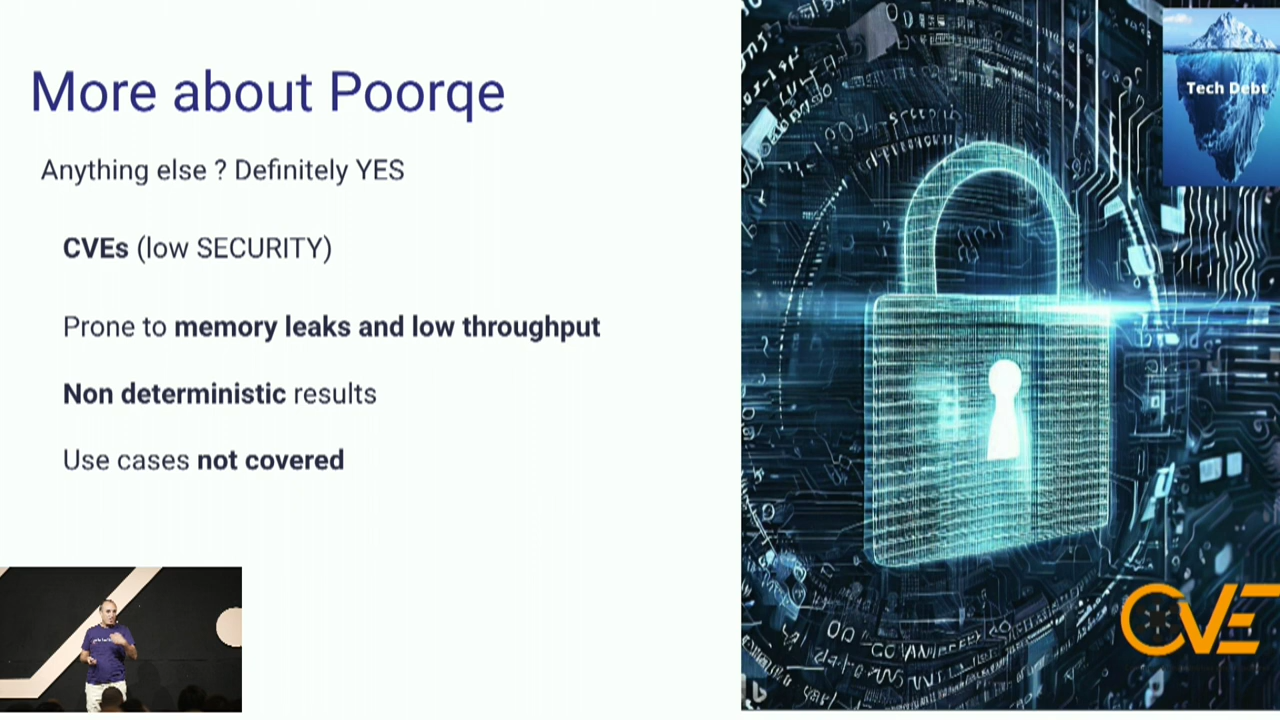 More about Poorqe
Anything else ? Definitely YES
CVEs (low SECURITY)
Prone to memory leaks and low throughput
Non deterministic results
Use cases not covered
Tech Debt
CVE